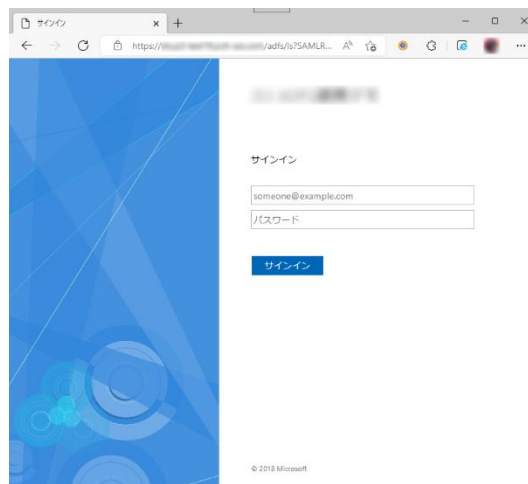 サインイン
https://
/adfs/ls?SAMLR...
サインイン
someone@example.com
パスワード
サインイン
© 2018 Microsoft